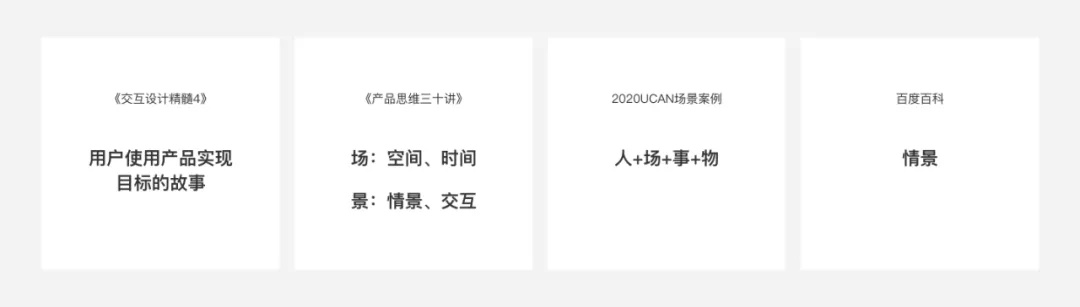 《交互设计精髓4》
用户使用产品实现
目标的故事
《产品思维三十讲》
场：空间、时间
景：情景、交互
2020UCAN场景案例
人+场+事+物
百度百科
情景